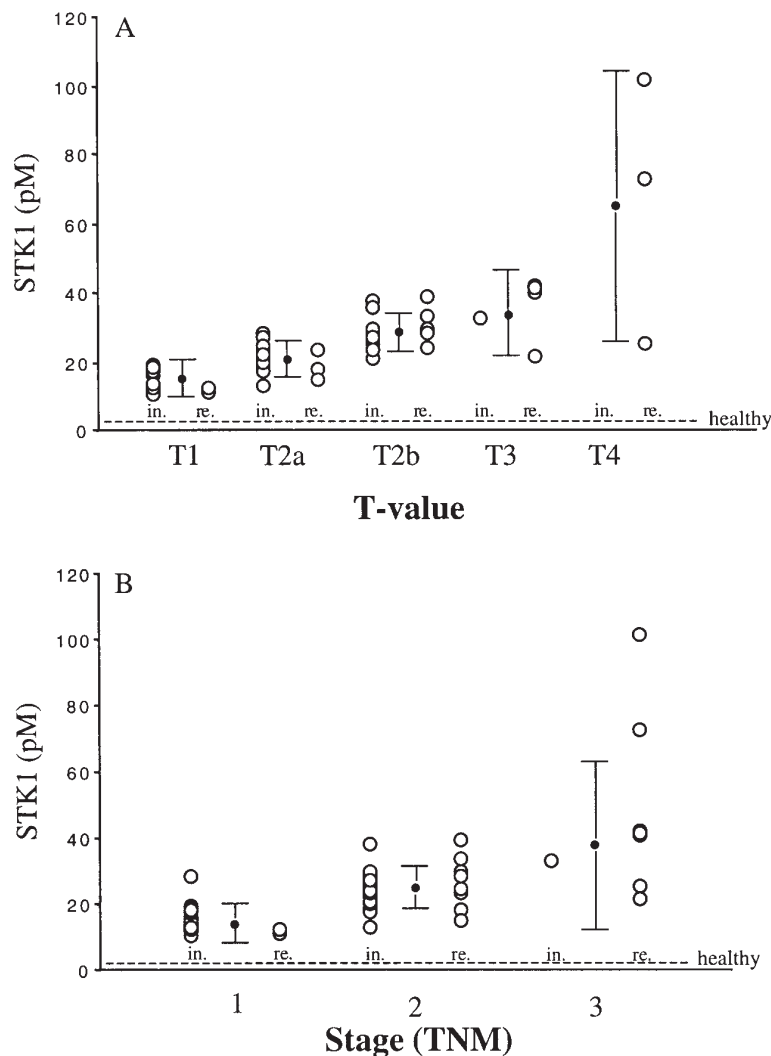 120
A
100
80
60
40
20
0
STK1 (pM)
in. re. in. re. in. re. in. re. in. re.
healthy
T1 T2a T2b T3 T4
T-value
120
B
100
80
60
40
20
0
STK1 (pM)
in. re. in. re. in. re.
healthy
1 2 3
Stage (TNM)